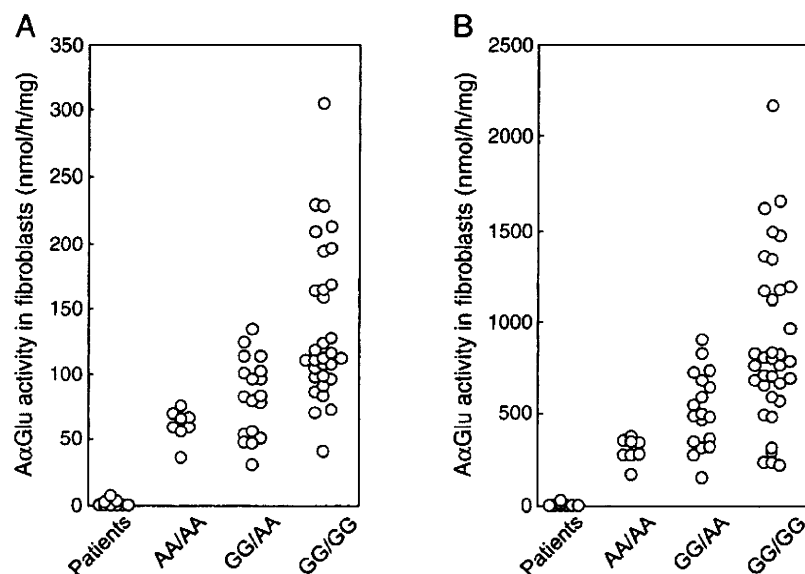 A
AαGlu activity in fibroblasts (nmol/h/mg)
350
300
250
200
150
100
50
0
Patients
AA/AA
GG/AA
GG/GG
B
AαGlu activity in fibroblasts (nmol/h/mg)
2500
2000
1500
1000
500
0
Patients
AA/AA
GG/AA
GG/GG